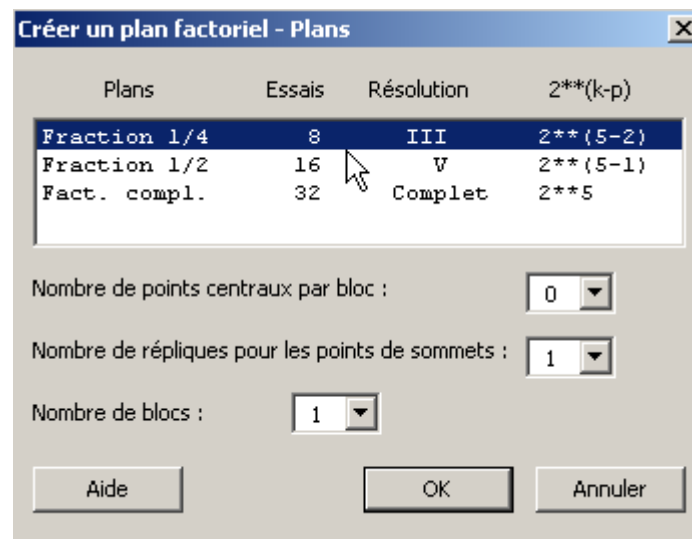 Créer un plan factoriel - Plans
Plans Essais Résolution 2**(k-p)
Fraction 1/4 8 III 2**(5-2)
Fraction 1/2 16 V 2**(5-1)
Fact. compl. 32 Complet 2**5
Nombre de points centraux par bloc : 0
Nombre de répliques pour les points de sommets : 1
Nombre de blocs : 1
Aide OK Annuler